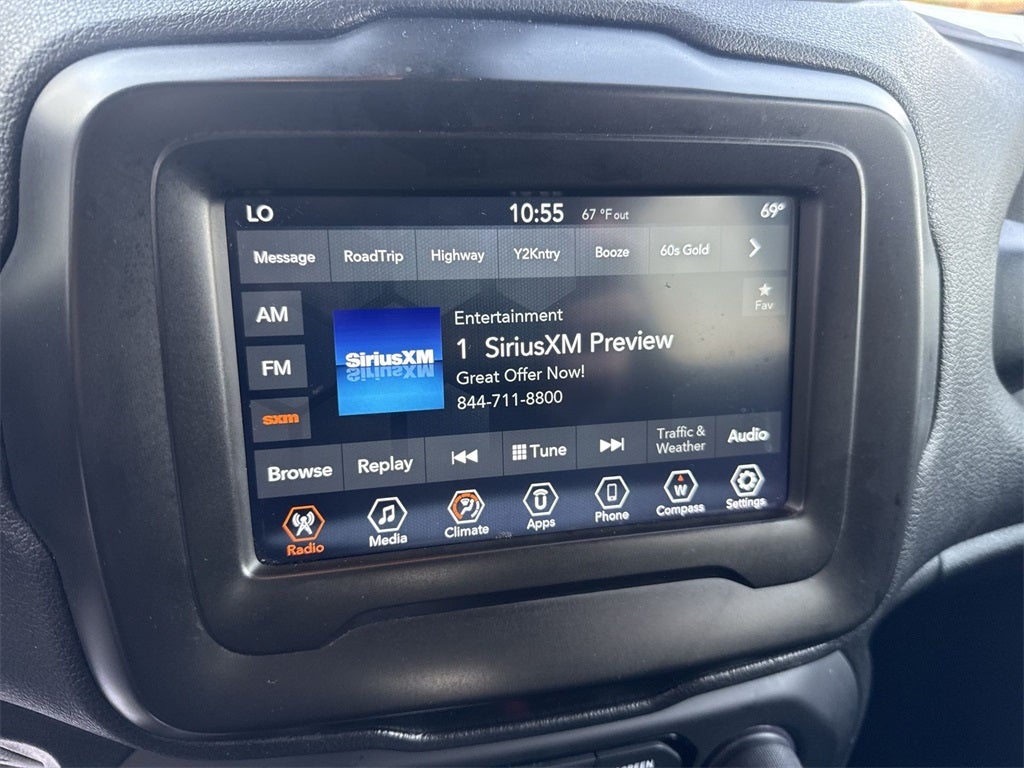 LO 10:55 67 °F out 69°
Message RoadTrip Highway Y2Kntry Booze 60s Gold
Fav
AM
FM
sxm
SiriusXM
Entertainment
1 SiriusXM Preview
Great Offer Now!
844-711-8800
Browse Replay Tune Traffic & Weather Audio
Radio Media Climate Apps Phone Compass Settings
W
U